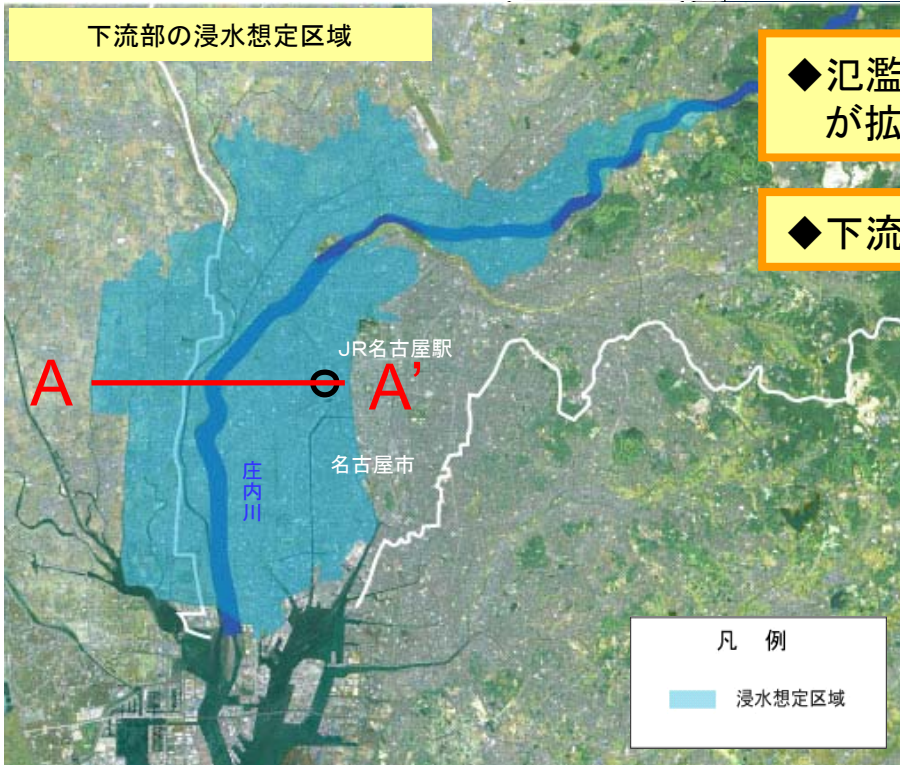 下流部の浸水想定区域
◆氾濫
が拡
◆下流
JR名古屋駅
A
A’
名古屋市
庄内川
凡 例
浸水想定区域